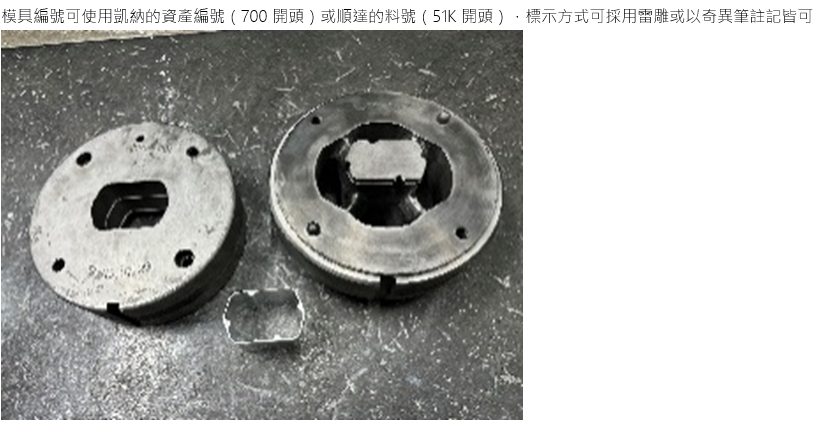 模具編號可使用凱納的資產編號（700 開頭）或順達的料號（51K 開頭），標示方式可採用雷雕或以奇異筆註記皆可